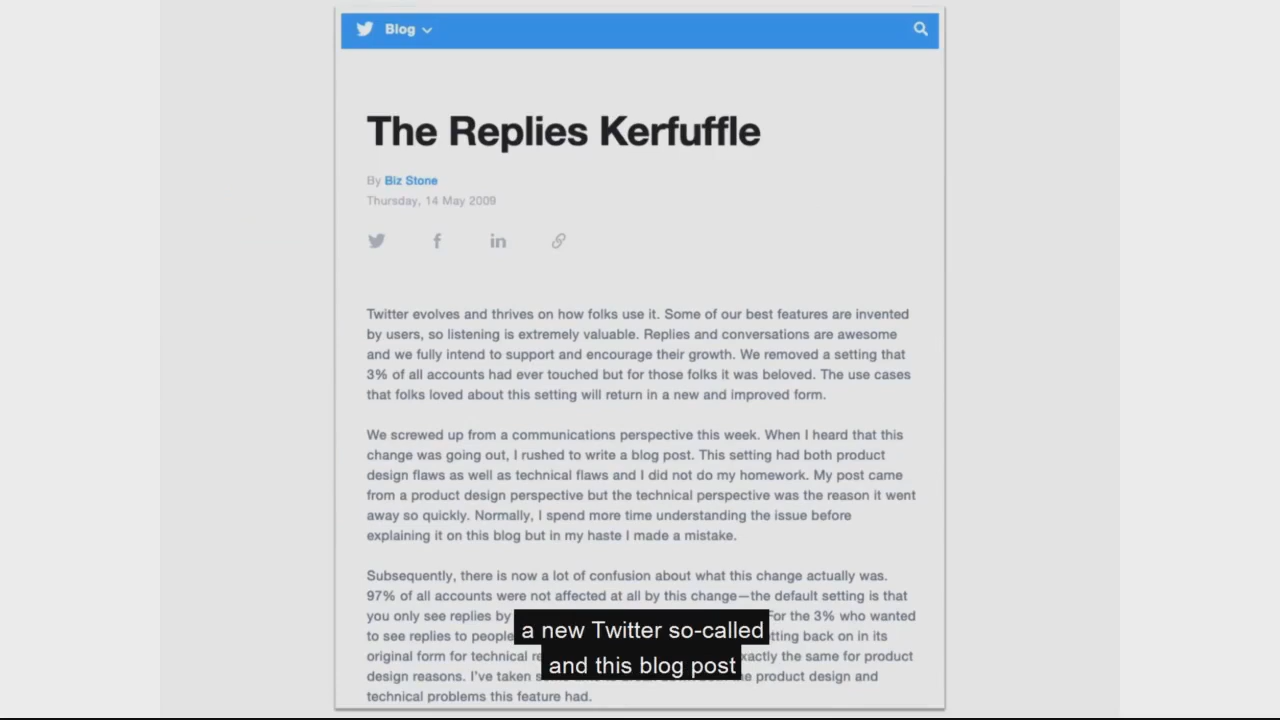 Blog
The Replies Kerfuffle
By Biz Stone
Thursday, 14 May 2009
Twitter evolves and thrives on how folks use it. Some of our best features are invented
by users, so listening is extremely valuable. Replies and conversations are awesome
and we fully intend to support and encourage their growth. We removed a setting that
3% of all accounts had ever touched but for those folks it was beloved. The use cases
that folks loved about this setting will return in a new and improved form.
We screwed up from a communications perspective this week. When I heard that this
change was going out, I rushed to write a blog post. This setting had both product
design flaws as well as technical flaws and I did not do my homework. My post came
from a product design perspective but the technical perspective was the reason it went
away so quickly. Normally, I spend more time understanding the issue before
explaining it on this blog but in my haste I made a mistake.
Subsequently, there is now a lot of confusion about what this change actually was.
97% of all accounts were not affected at all by this change—the default setting is that
you only see replies by For the 3% who wanted
to see replies to people back on in its
original form for technical exactly the same for product
design reasons. I've taken product design and
technical problems this feature had.
a new Twitter so-called
and this blog post